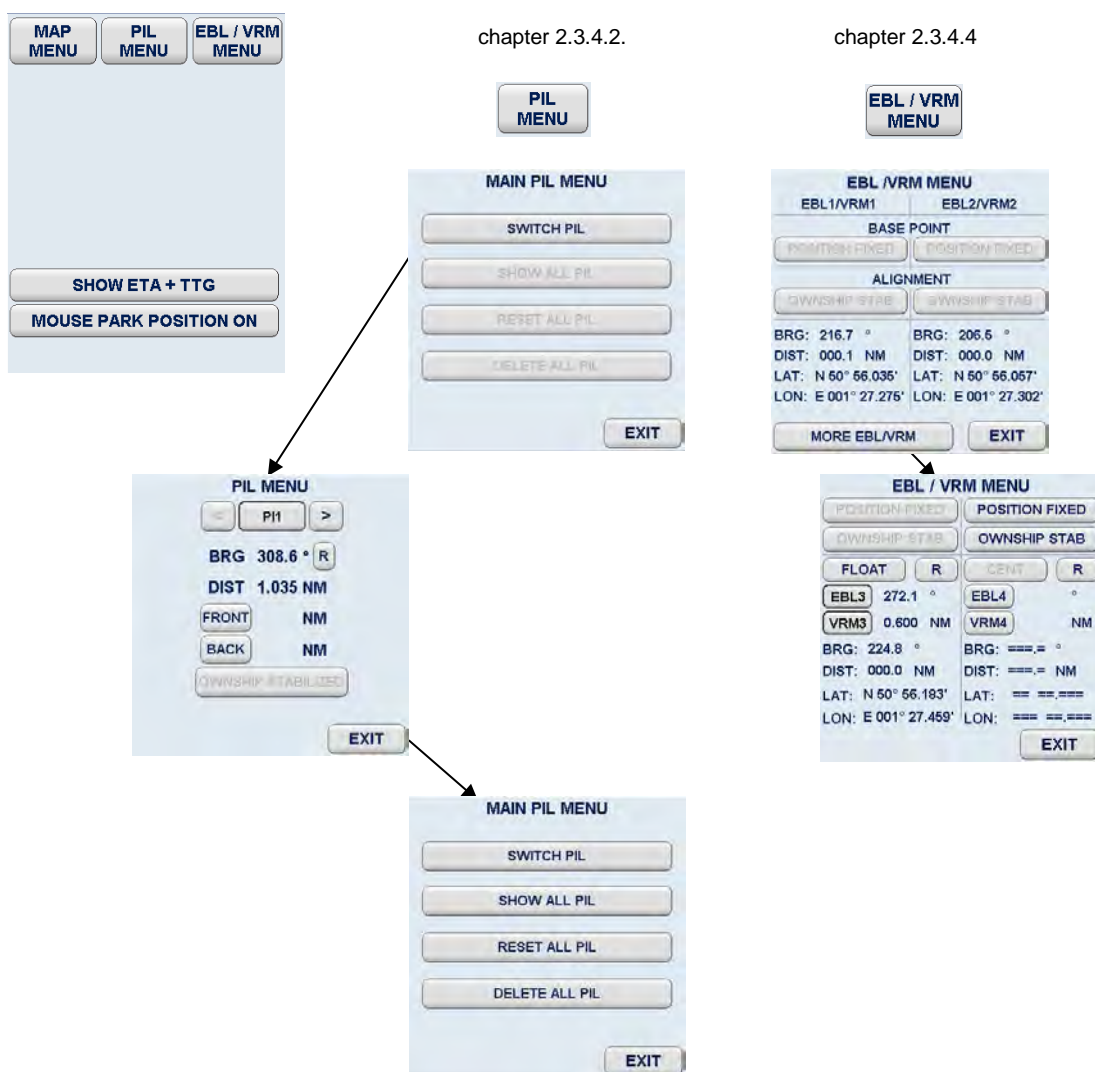 MAP MENU
PIL MENU
EBL / VRM MENU
SHOW ETA + TTG
MOUSE PARK POSITION ON
chapter 2.3.4.2.
PIL MENU
MAIN PIL MENU
SWITCH PIL
SHOW ALL PIL
RESET ALL PIL
DELETE ALL PIL
EXIT
chapter 2.3.4.4
EBL / VRM MENU
EBL /VRM MENU
EBL1/VRM1 EBL2/VRM2
BASE POINT
POSITION FIXED POSITION FIXED
ALIGNMENT
OWNSHIP STAB OWNSHIP STAB
BRG: 216.7 ° BRG: 206.5 °
DIST: 000.1 NM DIST: 000.0 NM
LAT: N 50° 56.035' LAT: N 50° 56.057'
LON: E 001° 27.275' LON: E 001° 27.302'
MORE EBL/VRM EXIT
PIL MENU
< PI1 >
BRG 308.6 ° R
DIST 1.035 NM
FRONT NM
BACK NM
OWNSHIP STABILIZED
EXIT
EBL / VRM MENU
POSITION FIXED POSITION FIXED
OWNSHIP STAB OWNSHIP STAB
FLOAT R CENT R
EBL3 272.1 ° EBL4 °
VRM3 0.600 NM VRM4 NM
BRG: 224.8 ° BRG: ===.= °
DIST: 000.0 NM DIST: ===.= NM
LAT: N 50° 56.193' LAT: == ==.===
LON: E 001° 27.459' LON: === ==.===
EXIT
MAIN PIL MENU
SWITCH PIL
SHOW ALL PIL
RESET ALL PIL
DELETE ALL PIL
EXIT